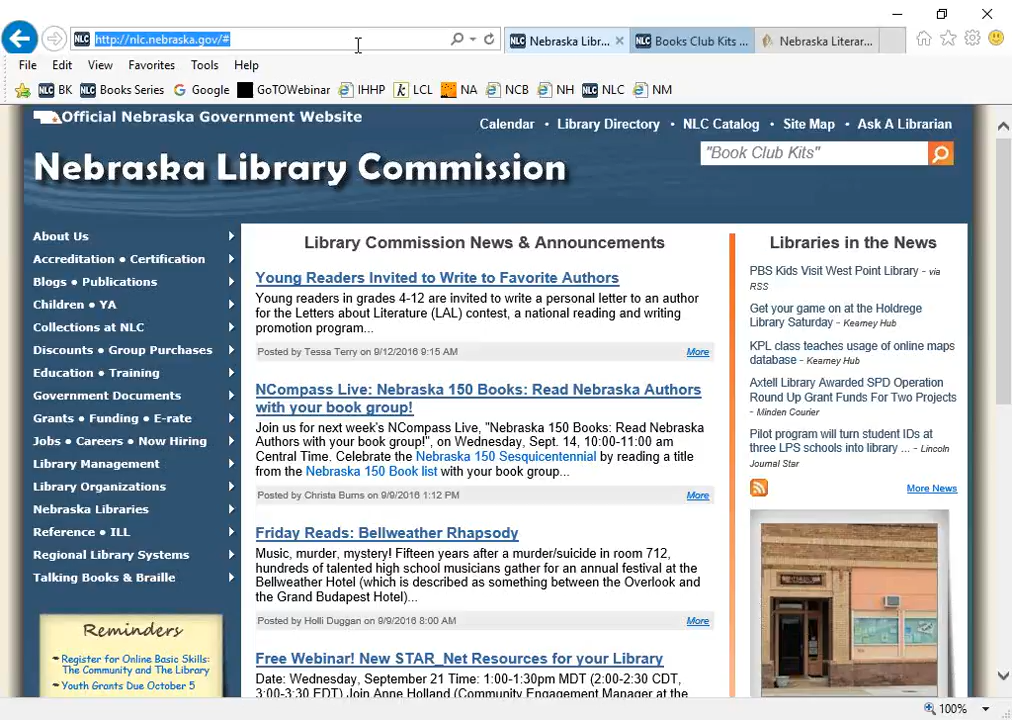 http://nlc.nebraska.gov/#
NLC Nebraska Libr...
NLC Books Club Kits ...
Nebraska Literar...
File Edit View Favorites Tools Help
NLC BK NLC Books Series Google GoTOWebinar IHHP k LCL NA NCB NH NLC NLC NM
Official Nebraska Government Website
Calendar • Library Directory • NLC Catalog • Site Map • Ask A Librarian
Nebraska Library Commission
"Book Club Kits"
About Us
Accreditation • Certification
Blogs • Publications
Children • YA
Collections at NLC
Discounts • Group Purchases
Education • Training
Government Documents
Grants • Funding • E-rate
Jobs • Careers • Now Hiring
Library Management
Library Organizations
Nebraska Libraries
Reference • ILL
Regional Library Systems
Talking Books & Braille
Reminders
Register for Online Basic Skills:
The Community and The Library
Youth Grants Due October 5
Library Commission News & Announcements
Young Readers Invited to Write to Favorite Authors
Young readers in grades 4-12 are invited to write a personal letter to an author
for the Letters about Literature (LAL) contest, a national reading and writing
promotion program...
Posted by Tessa Terry on 9/12/2016 9:15 AM More
NCompass Live: Nebraska 150 Books: Read Nebraska Authors
with your book group!
Join us for next week's NCompass Live, "Nebraska 150 Books: Read Nebraska
Authors with your book group!", on Wednesday, Sept. 14, 10:00-11:00 am
Central Time. Celebrate the Nebraska 150 Sesquicentennial by reading a title
from the Nebraska 150 Book list with your book group...
Posted by Christa Burns on 9/9/2016 1:12 PM More
Friday Reads: Bellweather Rhapsody
Music, murder, mystery! Fifteen years after a murder/suicide in room 712,
hundreds of talented high school musicians gather for an annual festival at the
Bellweather Hotel (which is described as something between the Overlook and
the Grand Budapest Hotel)...
Posted by Holli Duggan on 9/9/2016 8:00 AM More
Free Webinar! New STAR_Net Resources for your Library
Date: Wednesday, September 21 Time: 1:00-1:30pm MDT (2:00-2:30 CDT,
3:00-3:30 EDT) Join Anne Holland (Community Engagement Manager at the
Libraries in the News
PBS Kids Visit West Point Library - via
RSS
Get your game on at the Holdrege
Library Saturday - Kearney Hub
KPL class teaches usage of online maps
database - Kearney Hub
Axtell Library Awarded SPD Operation
Round Up Grant Funds For Two Projects
- Minden Courier
Pilot program will turn student IDs at
three LPS schools into library ... - Lincoln
Journal Star
More News
100%